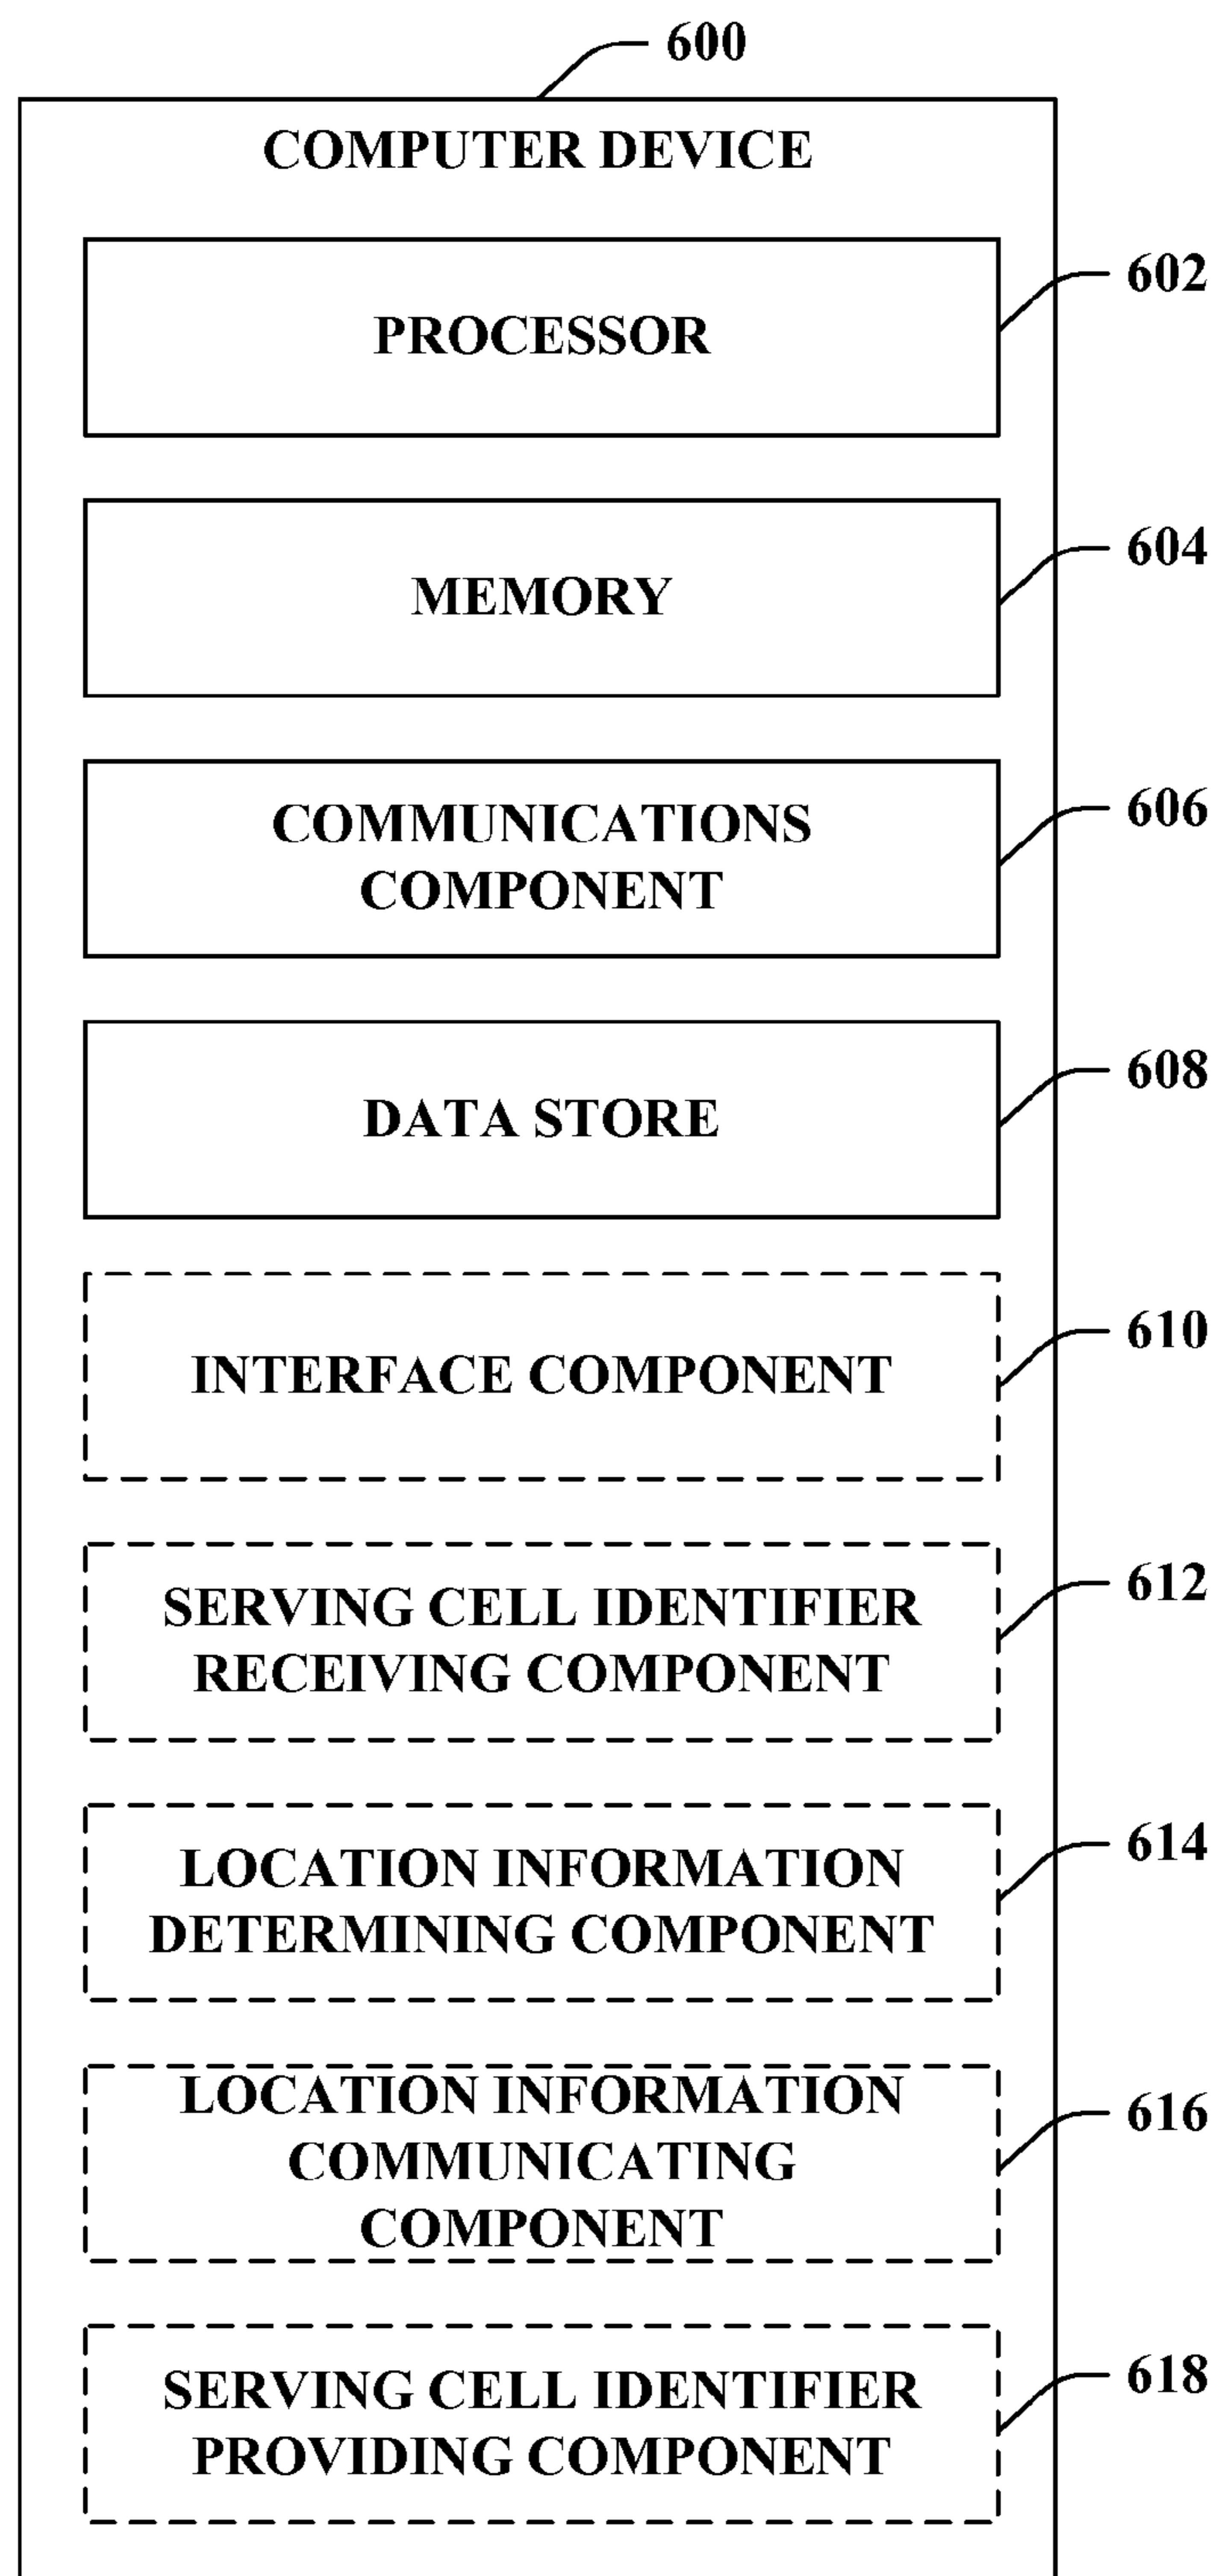 600
COMPUTER DEVICE
602
PROCESSOR
604
MEMORY
606
COMMUNICATIONS
COMPONENT
608
DATA STORE
610
INTERFACE COMPONENT
612
SERVING CELL IDENTIFIER
RECEIVING COMPONENT
614
LOCATION INFORMATION
DETERMINING COMPONENT
616
LOCATION INFORMATION
COMMUNICATING
COMPONENT
618
SERVING CELL IDENTIFIER
PROVIDING COMPONENT